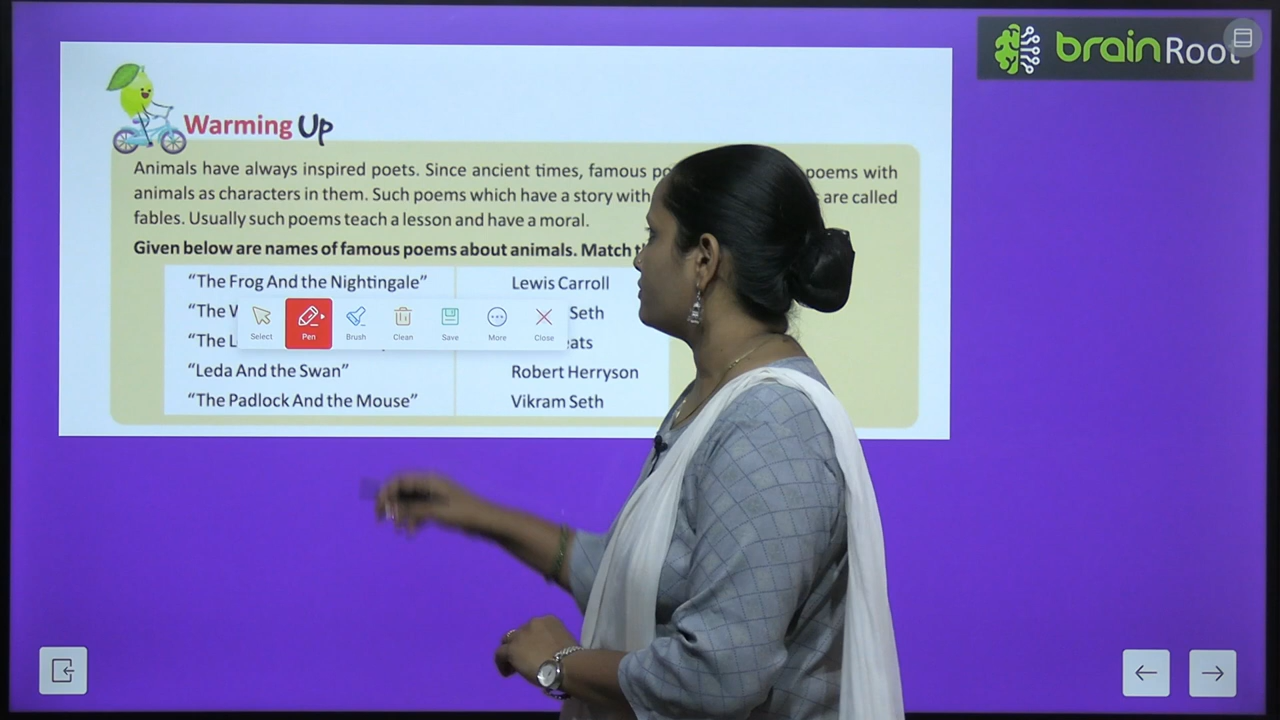 brainRoot
Warming Up
Animals have always inspired poets. Since ancient times, famous poems with
animals as characters in them. Such poems which have a story with are called
fables. Usually such poems teach a lesson and have a moral.
Given below are names of famous poems about animals. Match
"The Frog And the Nightingale" Lewis Carroll
"The Seth
"The
"Leda And the Swan" Robert Herryson
"The Padlock And the Mouse" Vikram Seth
Select Pen Brush Clean Save More Close